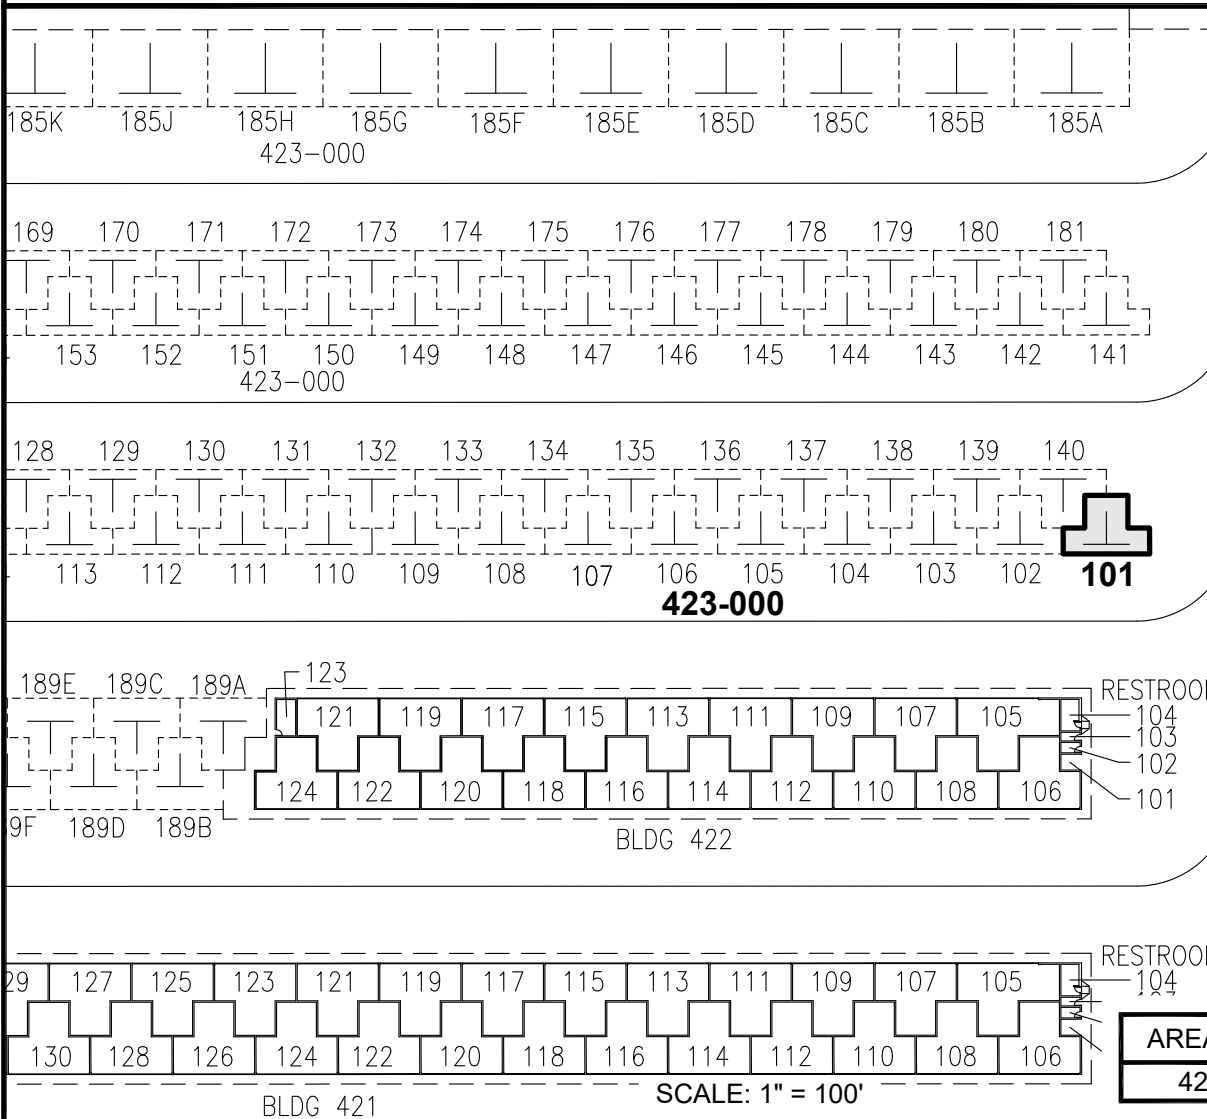 185K 185J 185H 185G 185F 185E 185D 185C 185B 185A
423-000
169 170 171 172 173 174 175 176 177 178 179 180 181
153 152 151 150 149 148 147 146 145 144 143 142 141
423-000
128 129 130 131 132 133 134 135 136 137 138 139 140
113 112 111 110 109 108 107 106 105 104 103 102 101
423-000
189E 189C 189A 123 RESTROO
121 119 117 115 113 111 109 107 105 104
103
102
124 122 120 118 116 114 112 110 108 106 101
9F 189D 189B
BLDG 422
RESTROO
29 127 125 123 121 119 117 115 113 111 109 107 105 104
130 128 126 124 122 120 118 116 114 112 110 108 106
AREA
42
SCALE: 1" = 100'
BLDG 421